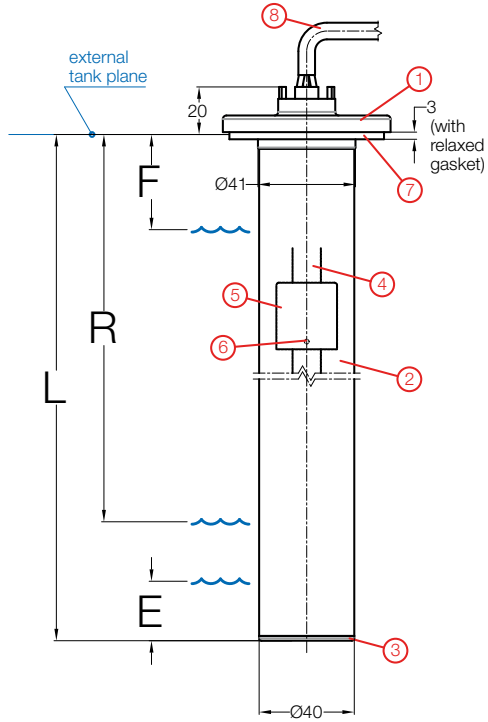 8
external
tank plane
1
20
3
(with
relaxed
gasket)
7
F
Ø41
4
5
R
6
2
L
E
3
Ø40